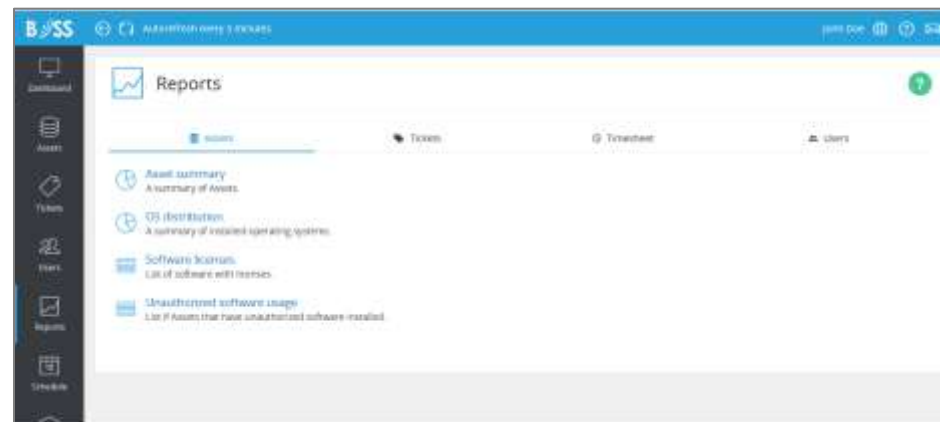 BOSS
Autorefresh every 5 minutes
Dashboard
Assets
Tickets
Users
Reports
Schedule
Reports
?
Assets
Tickets
Timesheet
Users
Asset summary
A summary of Assets.
OS distribution
A summary of installed operating systems.
Software licenses
List of software with licenses.
Unauthorized software usage
List if Assets that have unauthorized software installed.